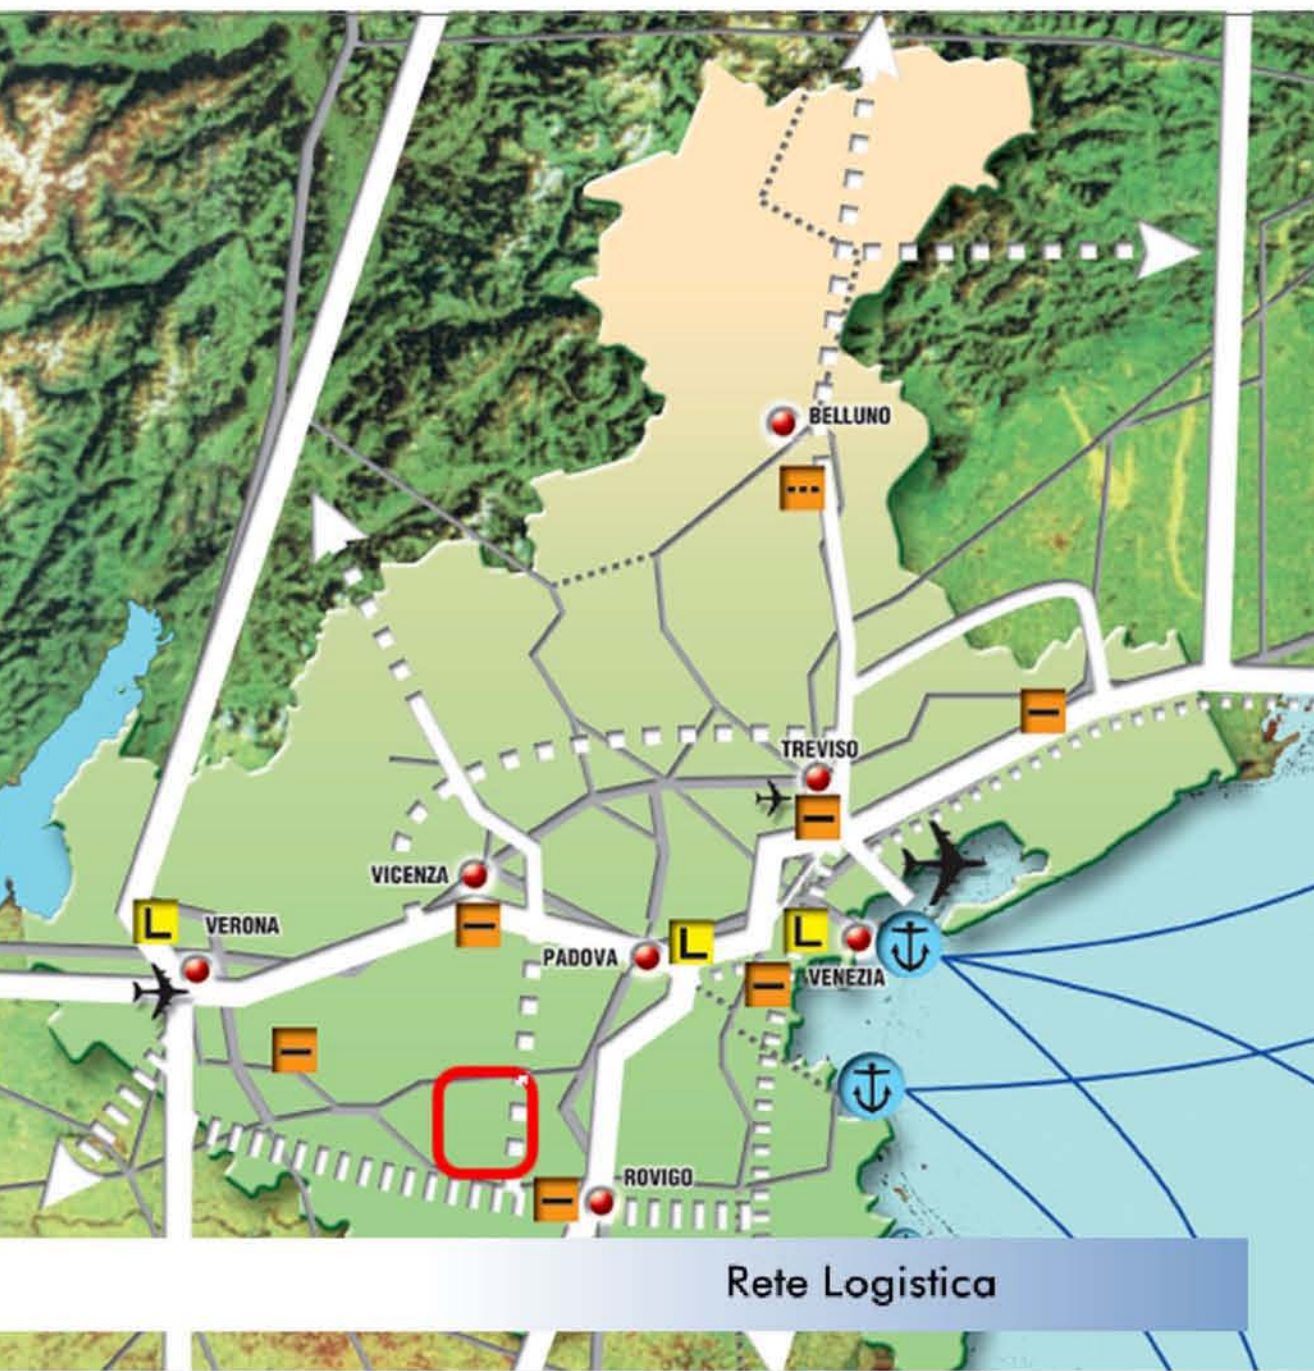 BELLUNO
TREVISO
VICENZA
L
VERONA
PADOVA
L
L
VENEZIA
ROVIGO
Rete Logistica